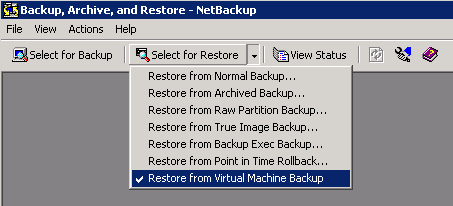 Backup, Archive, and Restore - NetBackup
File View Actions Help
Select for Backup Select for Restore View Status
Restore from Normal Backup...
Restore from Archived Backup...
Restore from Raw Partition Backup...
Restore from True Image Backup...
Restore from Backup Exec Backup...
Restore from Point in Time Rollback...
Restore from Virtual Machine Backup